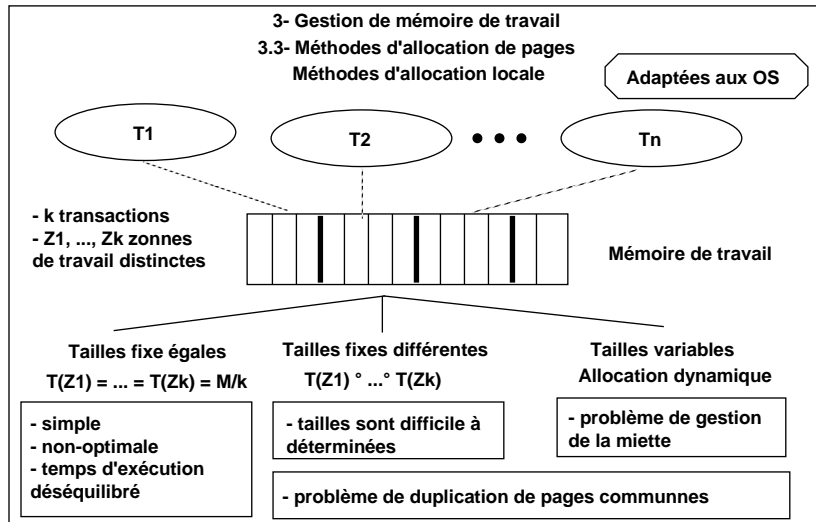 3- Gestion de mémoire de travail
3.3- Méthodes d'allocation de pages
Méthodes d'allocation locale
Adaptées aux OS
T1
T2
Tn
- k transactions
- Z1, ..., Zk zonnes
de travail distinctes
Mémoire de travail
Tailles fixe égales
T(Z1) = ... = T(Zk) = M/k
- simple
- non-optimale
- temps d'exécution
déséquilibré
Tailles fixes différentes
T(Z1) ° ...° T(Zk)
- tailles sont difficile à
déterminées
Tailles variables
Allocation dynamique
- problème de gestion
de la miette
- problème de duplication de pages communnes